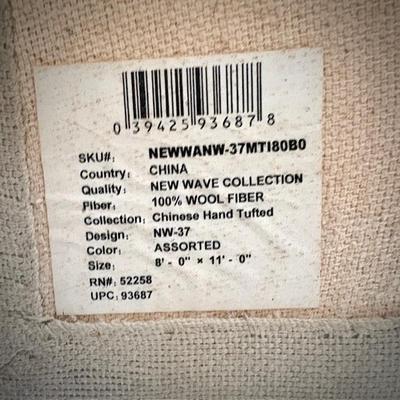 0 39425 93687 8
SKU#: NEWWANW-37MTI80B0
Country: CHINA
Quality: NEW WAVE COLLECTION
Fiber: 100% WOOL FIBER
Collection: Chinese Hand Tufted
Design: NW-37
Color: ASSORTED
Size: 8' - 0" × 11' - 0"
RN#: 52258
UPC: 93687